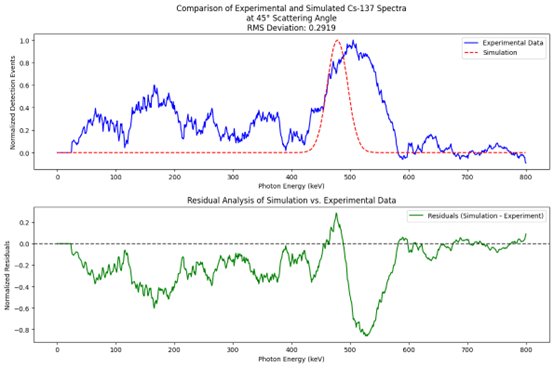 Comparison of Experimental and Simulated Cs-137 Spectra
at 45° Scattering Angle
RMS Deviation: 0.2919
Experimental Data
Simulation
Normalized Detection Events
1.0
0.8
0.6
0.4
0.2
0.0
0 100 200 300 400 500 600 700 800
Photon Energy (keV)
Residual Analysis of Simulation vs. Experimental Data
Residuals (Simulation - Experiment)
Normalized Residuals
0.2
0.0
−0.2
−0.4
−0.6
−0.8
0 100 200 300 400 500 600 700 800
Photon Energy (keV)